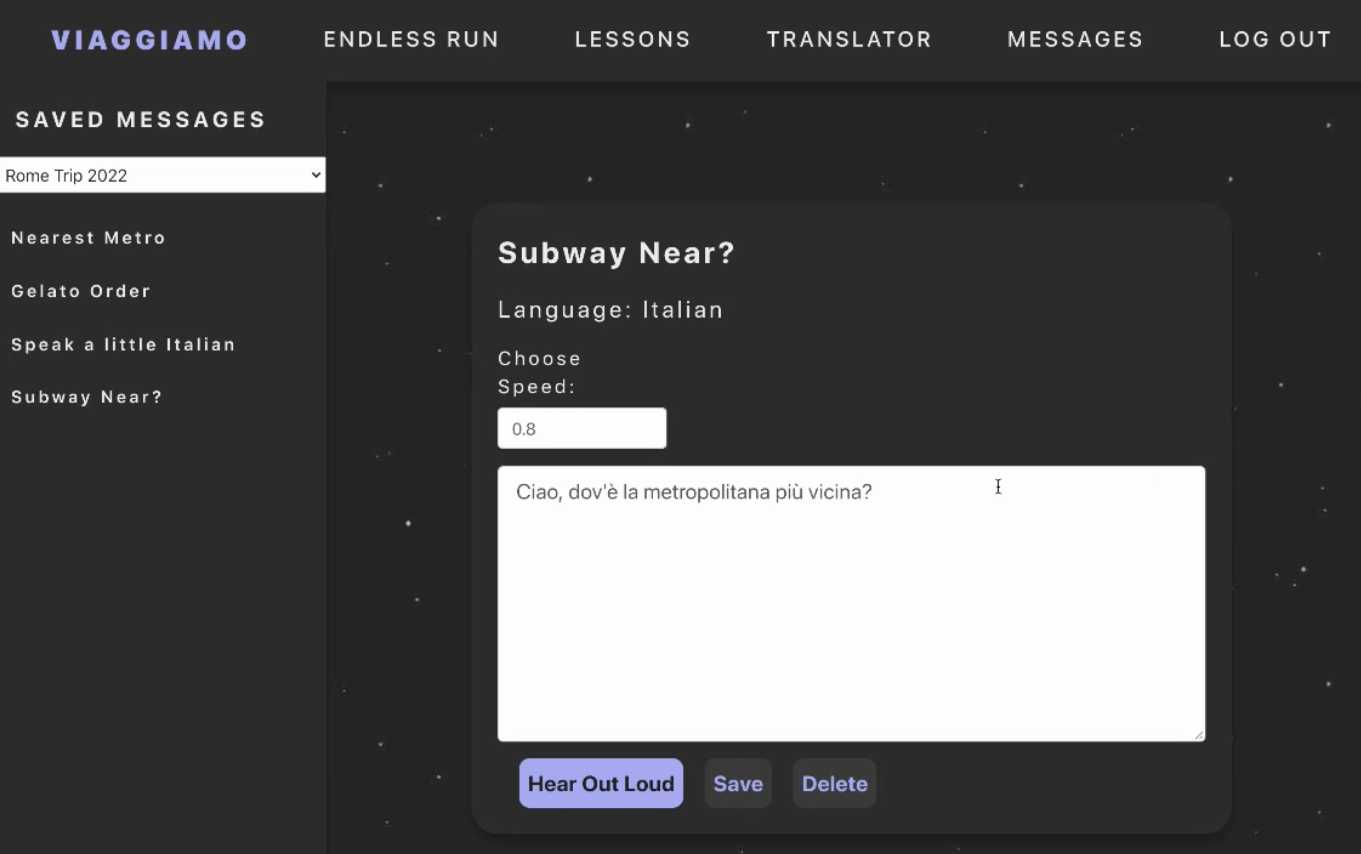 VIAGGIAMO ENDLESS RUN LESSONS TRANSLATOR MESSAGES LOG OUT
SAVED MESSAGES
Rome Trip 2022
Nearest Metro
Gelato Order
Speak a little Italian
Subway Near?
Subway Near?
Language: Italian
Choose
Speed:
0.8
Ciao, dov'è la metropolitana più vicina?
Hear Out Loud Save Delete